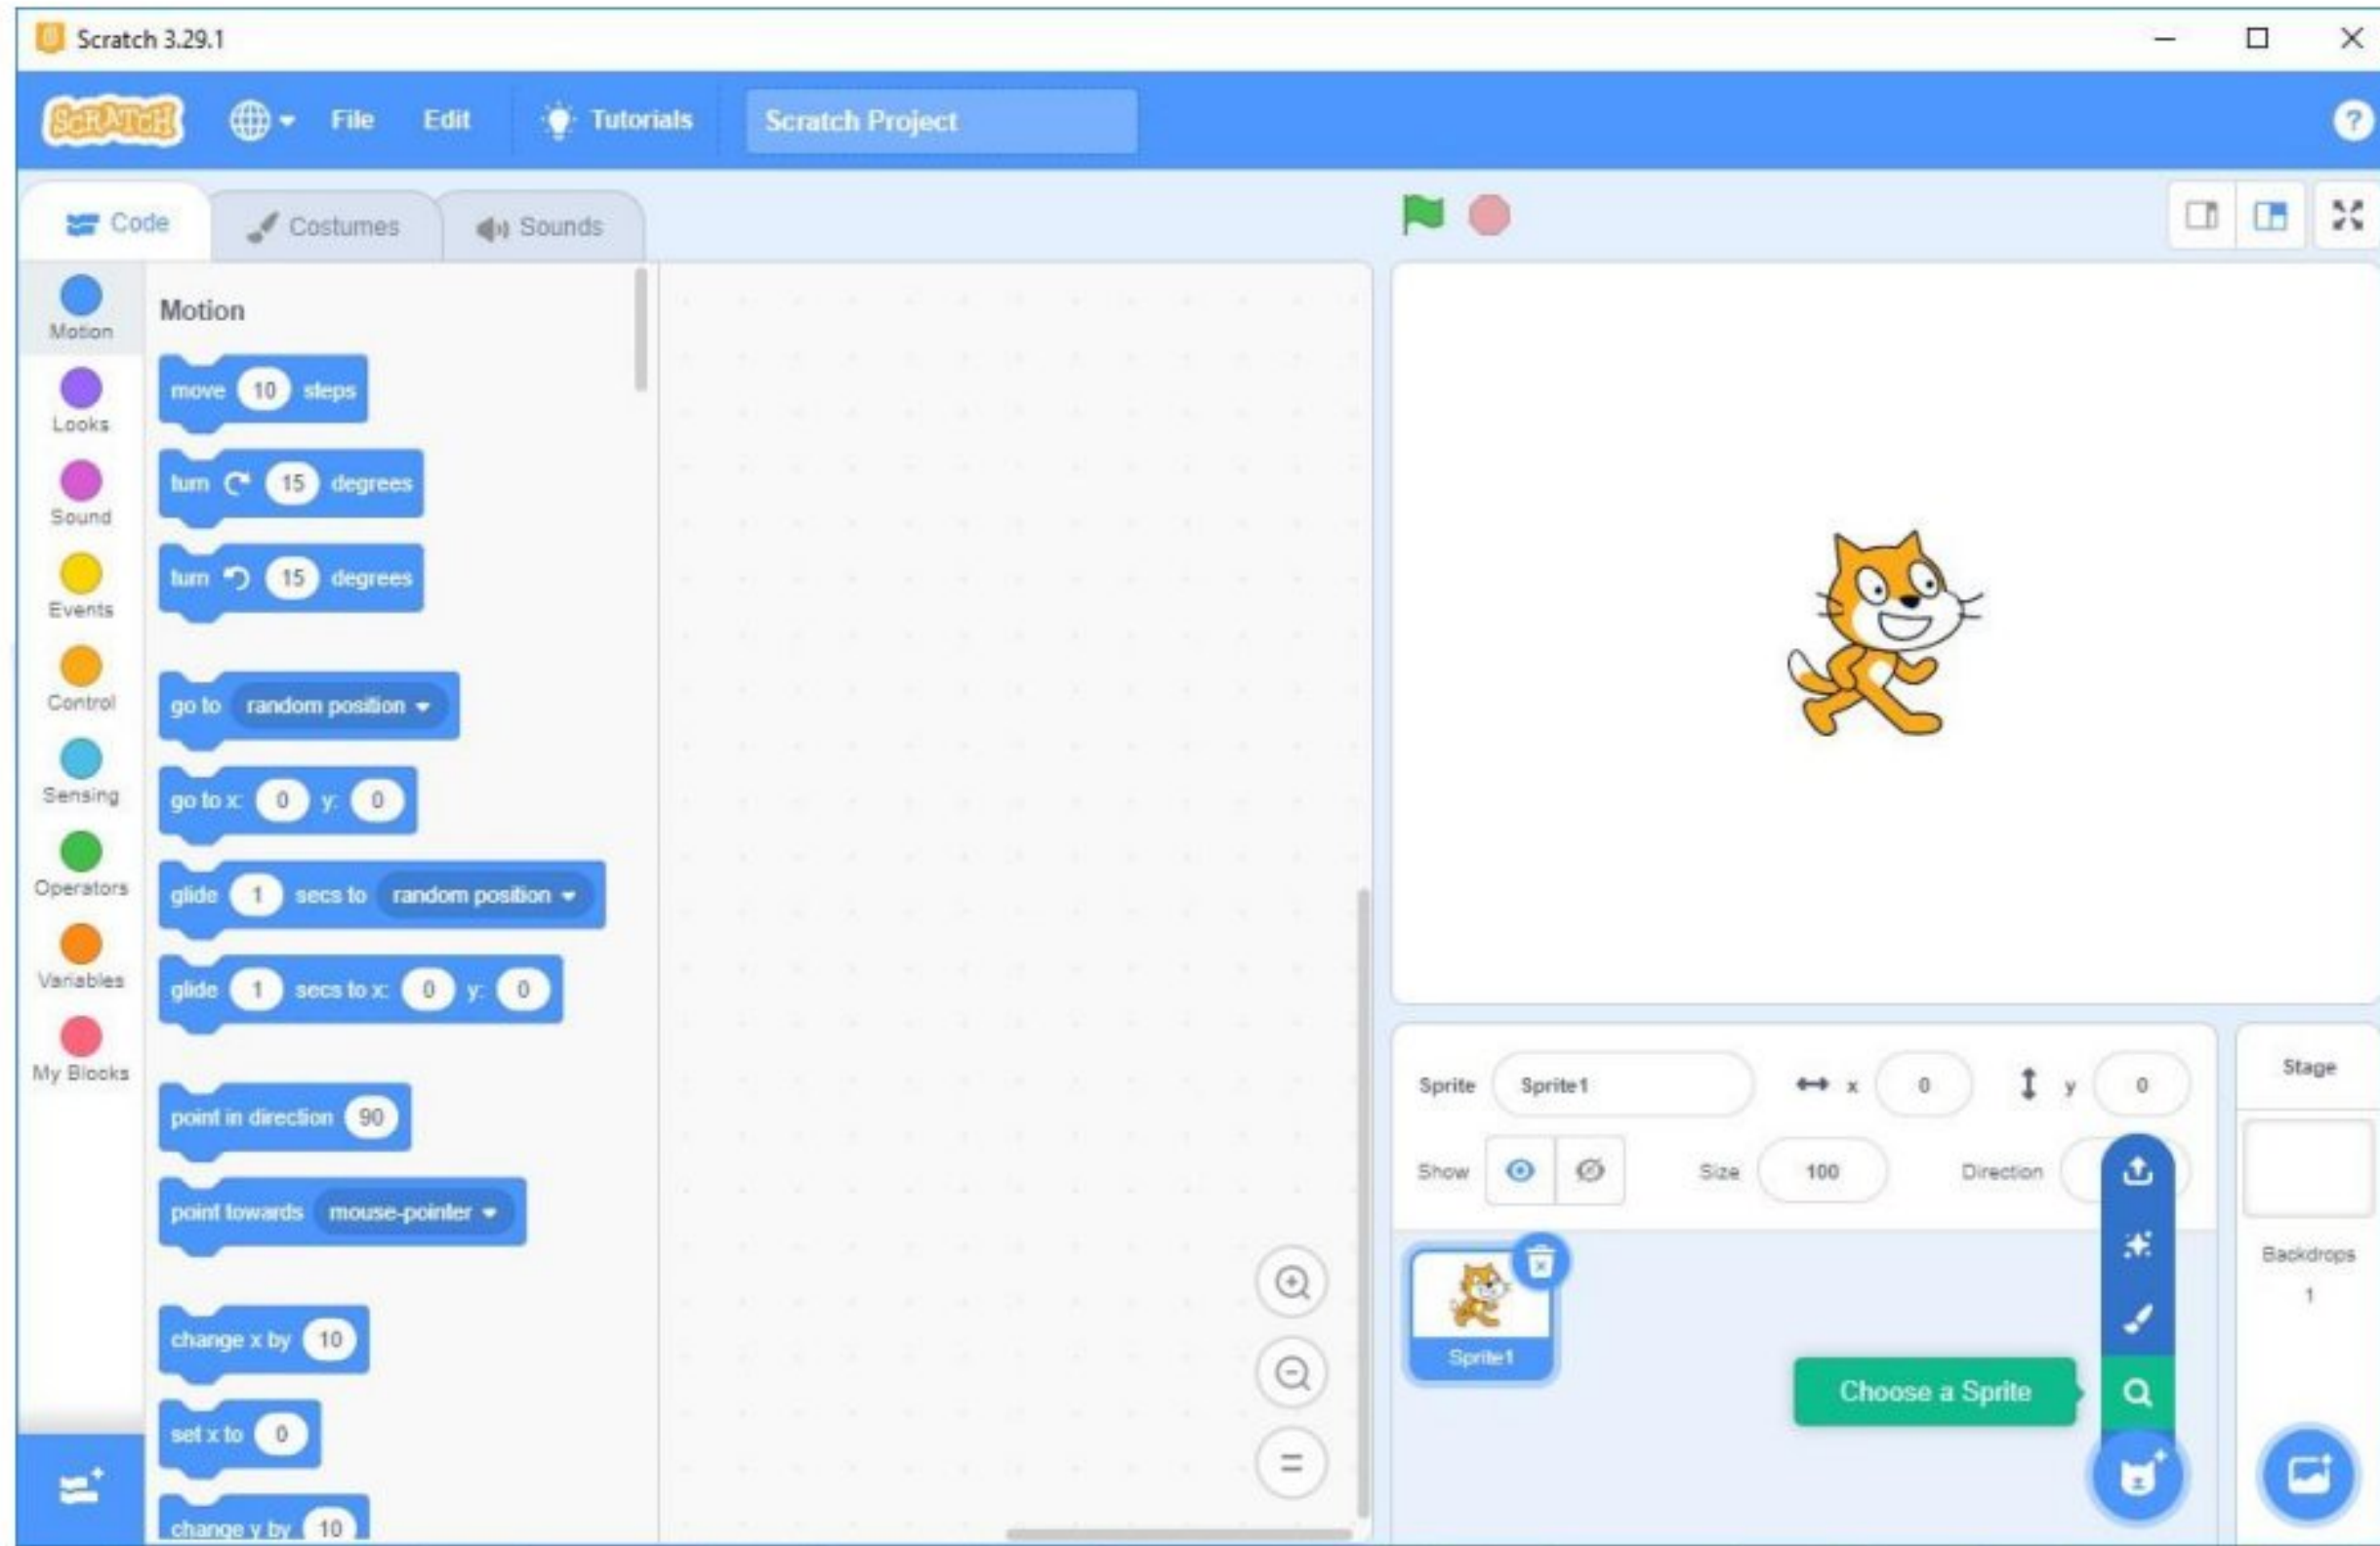 Scratch 3.29.1
SCRATCH File Edit Tutorials Scratch Project ?
Code Costumes Sounds
Motion
Looks
Sound
Events
Control
Sensing
Operators
Variables
My Blocks
Motion
move 10 steps
turn 15 degrees
turn 15 degrees
go to random position
go to x: 0 y: 0
glide 1 secs to random position
glide 1 secs to x: 0 y: 0
point in direction 90
point towards mouse-pointer
change x by 10
set x to 0
change y by 10
Sprite Sprite1 x 0 y 0
Show Size 100 Direction
Sprite1
Choose a Sprite
Stage
Backdrops
1